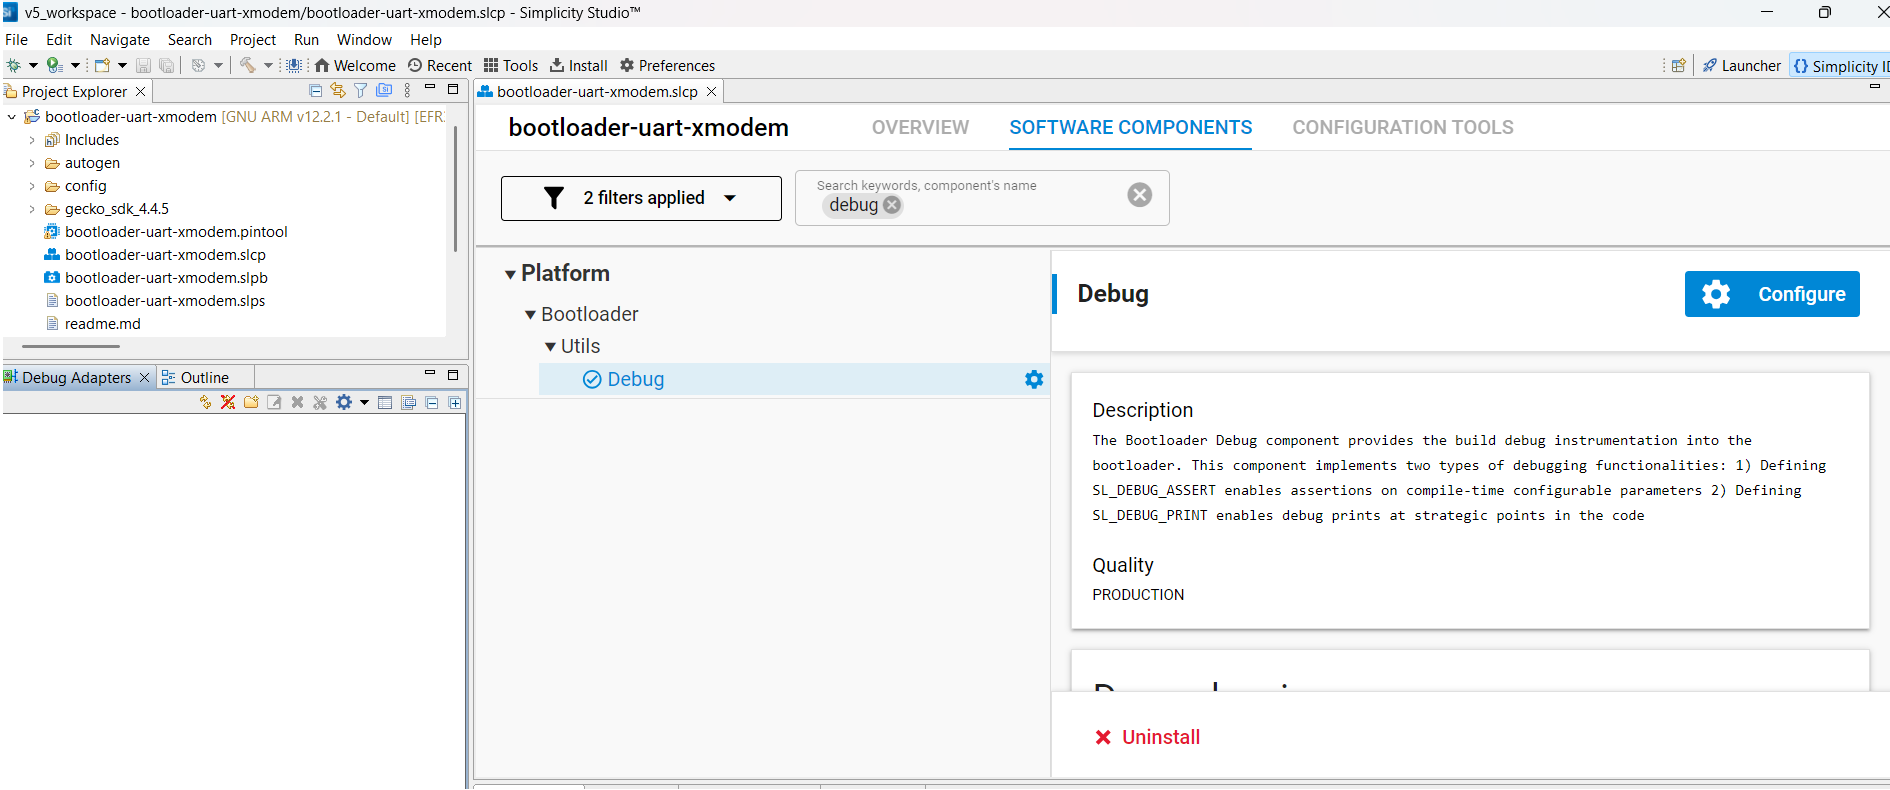 v5_workspace - bootloader-uart-xmodem/bootloader-uart-xmodem.slcp - Simplicity Studio™
File Edit Navigate Search Project Run Window Help
Welcome Recent Tools Install Preferences Launcher {} Simplicity
Project Explorer
bootloader-uart-xmodem [GNU ARM v12.2.1 - Default]
Includes
autogen
config
gecko_sdk_4.4.5
bootloader-uart-xmodem.pintool
bootloader-uart-xmodem.slcp
bootloader-uart-xmodem.slpb
bootloader-uart-xmodem.slps
readme.md
Debug Adapters Outline
bootloader-uart-xmodem.slcp
bootloader-uart-xmodem OVERVIEW SOFTWARE COMPONENTS CONFIGURATION TOOLS
2 filters applied
Search keywords, component's name
debug
Platform
Bootloader
Utils
Debug
Debug
Configure
Description
The Bootloader Debug component provides the build debug instrumentation into the
bootloader. This component implements two types of debugging functionalities: 1) Defining
SL_DEBUG_ASSERT enables assertions on compile-time configurable parameters 2) Defining
SL_DEBUG_PRINT enables debug prints at strategic points in the code
Quality
PRODUCTION
Uninstall